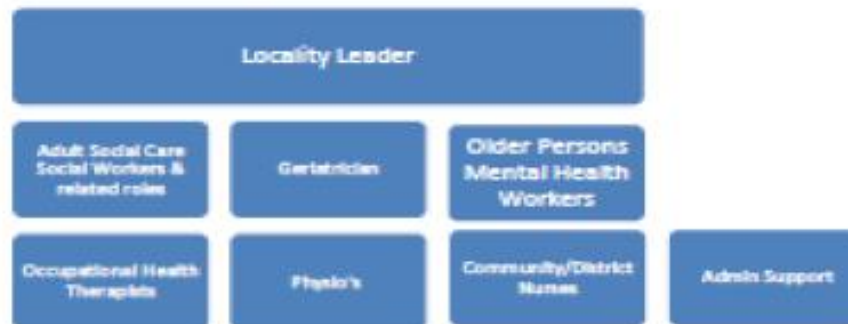 Locality Leader
Adult Social Care
Social Workers &
related roles
Geriatrician
Older Persons
Mental Health
Workers
Occupational Health
Therapists
Physio's
Community/District
Nurses
Admin Support